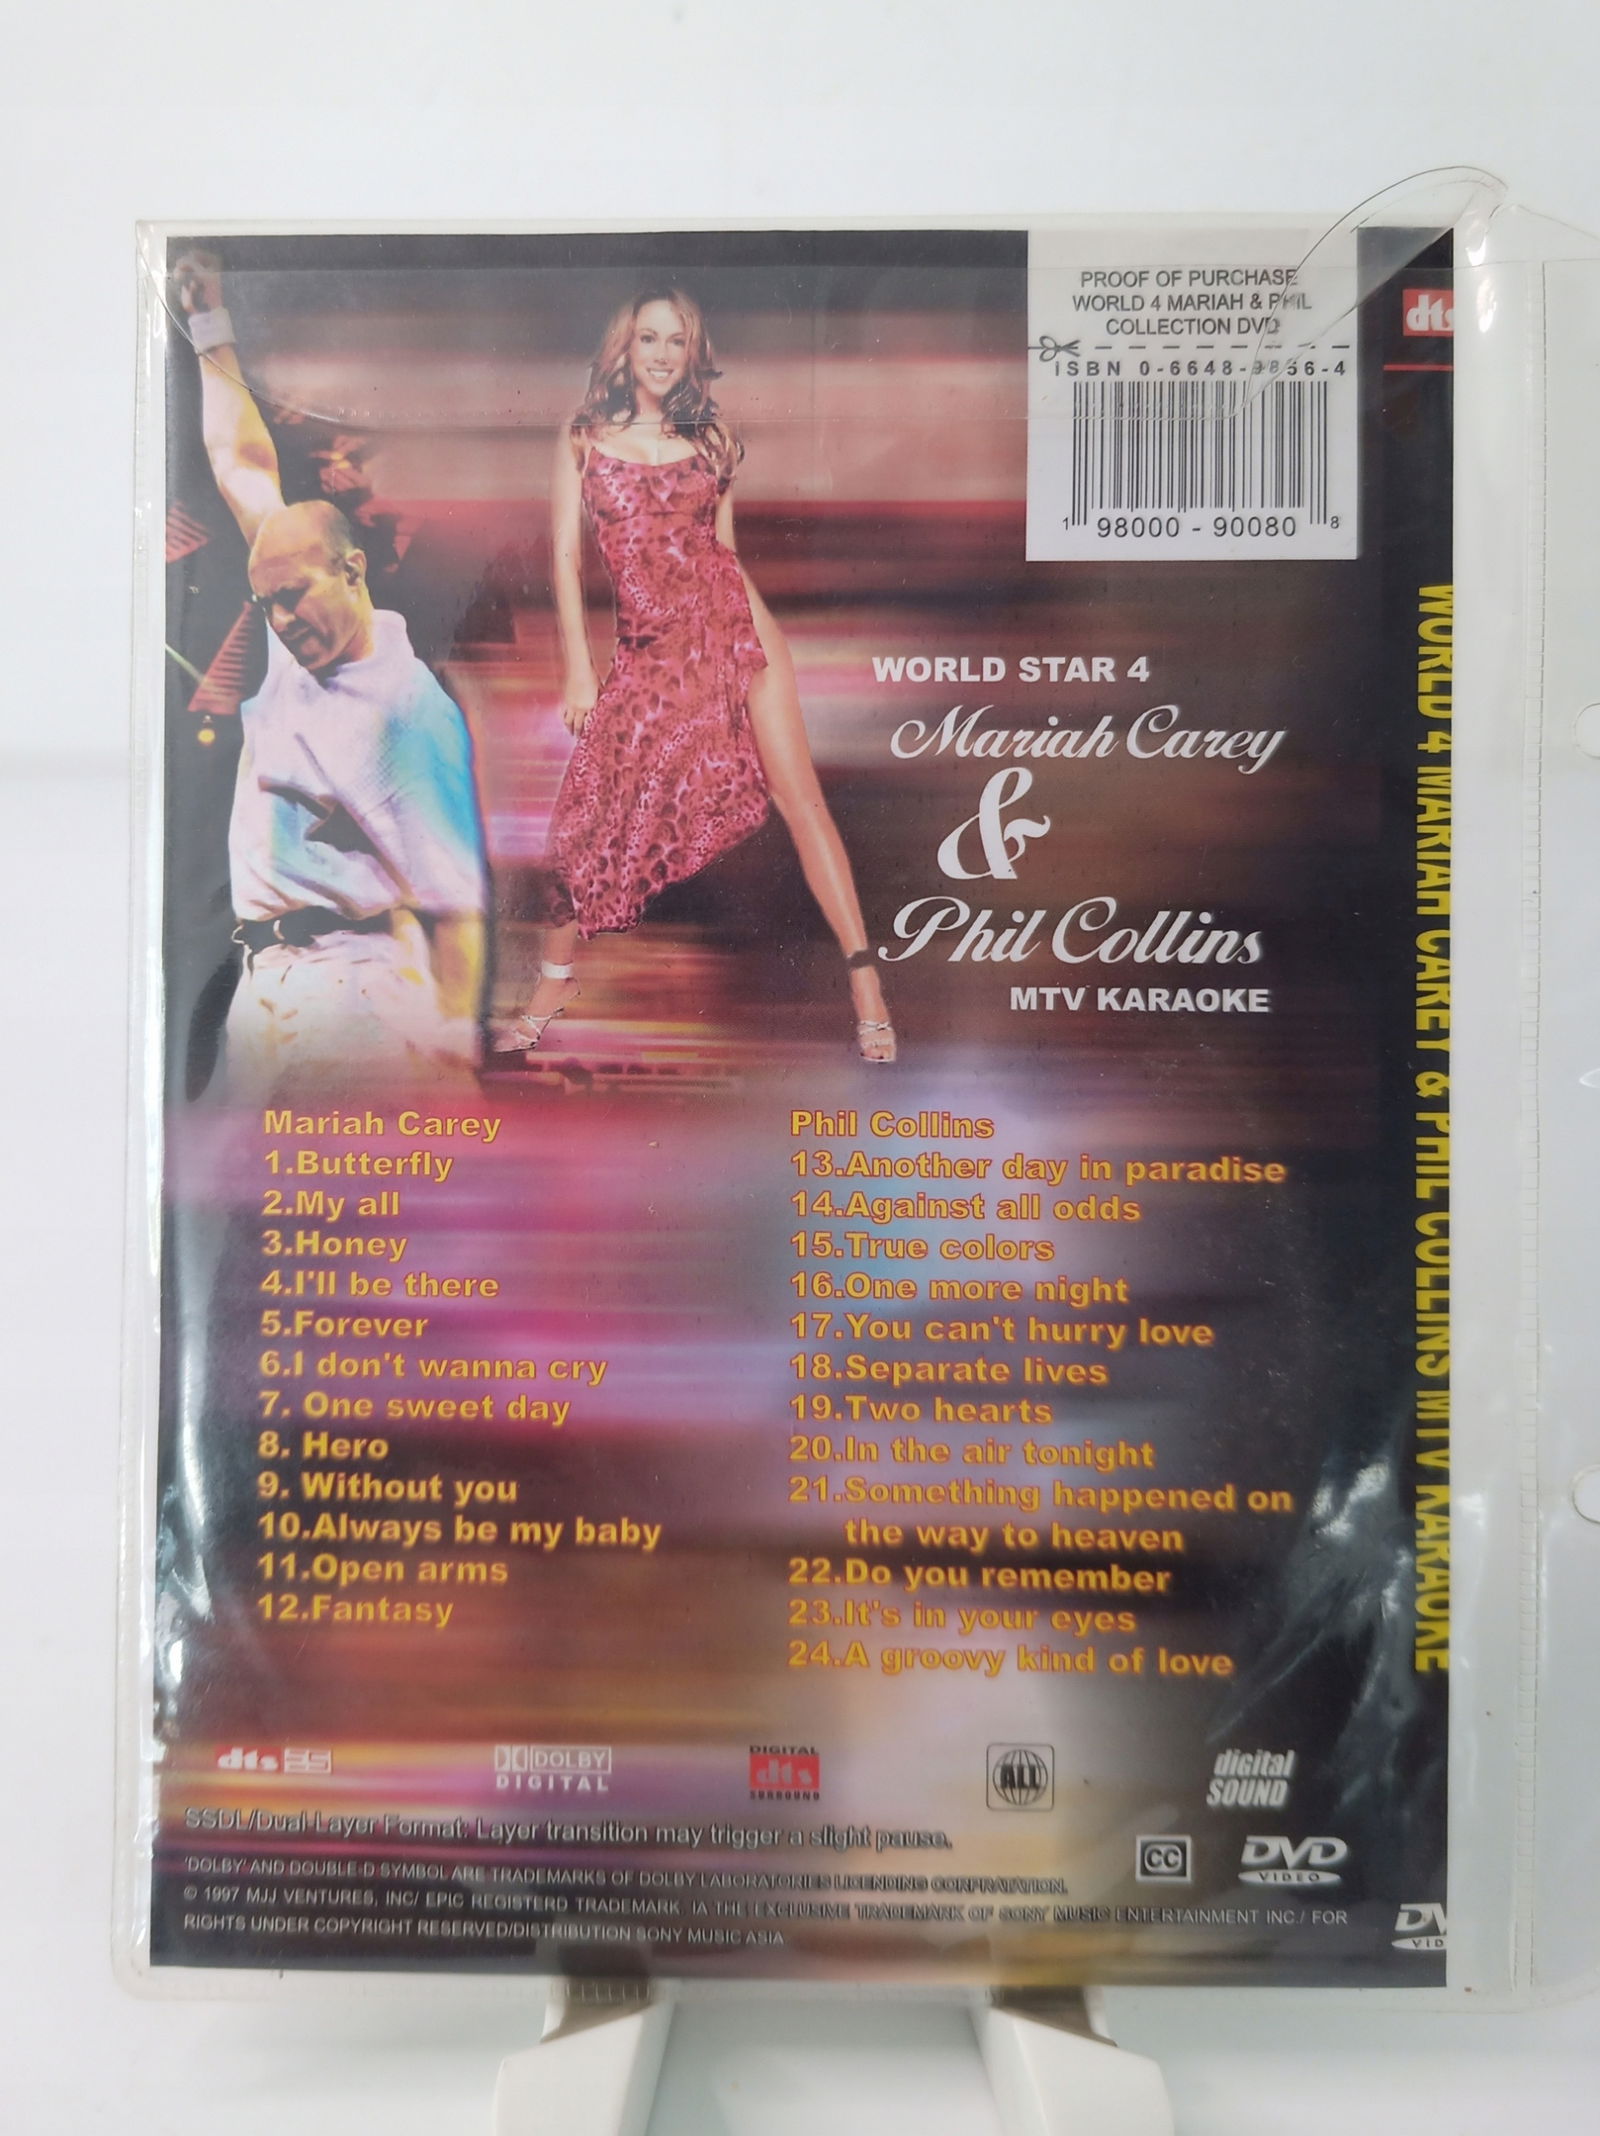 PROOF OF PURCHASE
WORLD 4 MARIAH & PHIL
COLLECTION DVD
ISBN 0-6648-9856-4
1 98000 - 90080 8
dts
WORLD 4 MARIAH CAREY & PHIL COLLINS MTV KARAOKE
WORLD STAR 4
Mariah Carey
&
Phil Collins
MTV KARAOKE
Mariah Carey
1.Butterfly
2.My all
3.Honey
4.I'll be there
5.Forever
6.I don't wanna cry
7. One sweet day
8. Hero
9. Without you
10.Always be my baby
11.Open arms
12.Fantasy
Phil Collins
13.Another day in paradise
14.Against all odds
15.True colors
16.One more night
17.You can't hurry love
18.Separate lives
19.Two hearts
20.In the air tonight
21.Something happened on
the way to heaven
22.Do you remember
23.It's in your eyes
24.A groovy kind of love
dts ES
DOLBY
DIGITAL
DIGITAL
dts
SURROUND
ALL
digital
SOUND
SSDL/Dual-Layer Format: Layer transition may trigger a slight pause.
CC
DVD
VIDEO
'DOLBY' AND DOUBLE-D SYMBOL ARE TRADEMARKS OF DOLBY LABORATORIES LICENDING CORPRATATION.
© 1997 MJJ VENTURES, INC/ EPIC REGISTERD TRADEMARK. IA THE EXCLUSIVE TRADEMARK OF SONY MUSIC ENTERTAINMENT INC./ FOR
RIGHTS UNDER COPYRIGHT RESERVED/DISTRIBUTION SONY MUSIC ASIA
DV
VID